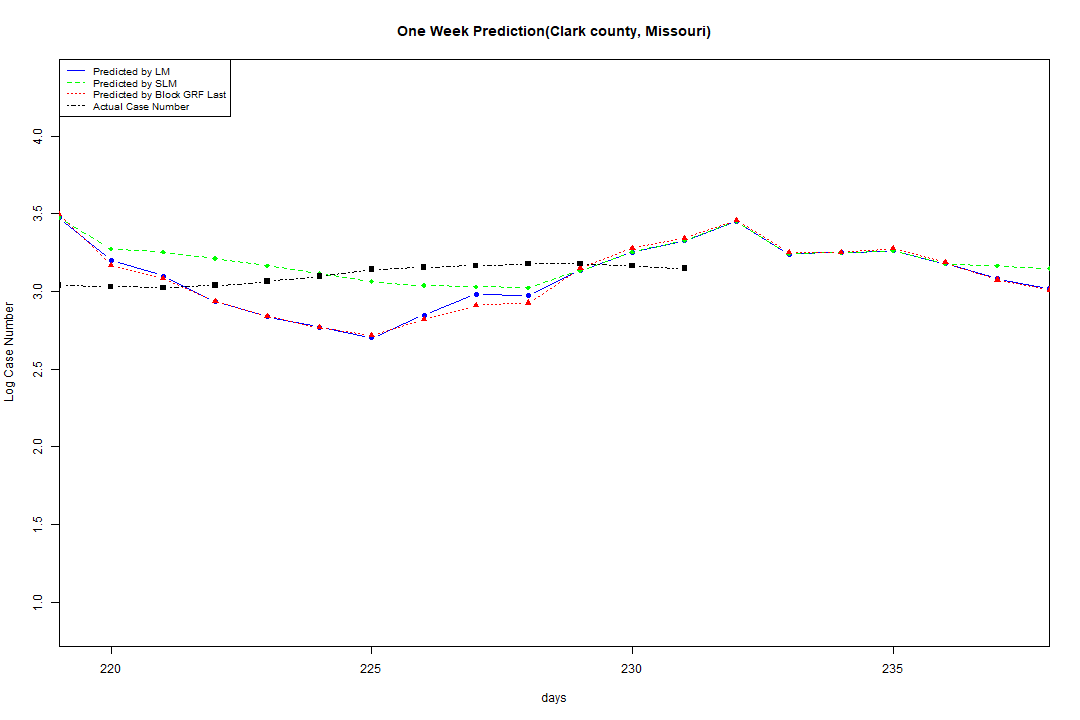 One Week Prediction(Clark county, Missouri)
Predicted by LM
Predicted by SLM
Predicted by Block GRF Last
Actual Case Number
Log Case Number
4.0
3.5
3.0
2.5
2.0
1.5
1.0
220 225 230 235
days